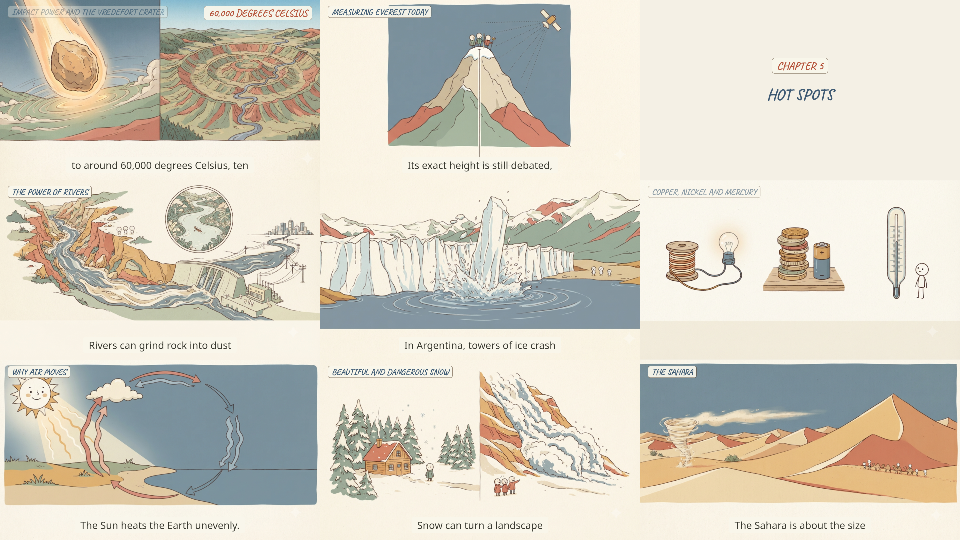 IMPACT POWER AND THE VREDEFORT CRATER
60,000 DEGREES CELSIUS
to around 60,000 degrees Celsius, ten
MEASURING EVEREST TODAY
Its exact height is still debated,
CHAPTER 5
HOT SPOTS
THE POWER OF RIVERS
Rivers can grind rock into dust
In Argentina, towers of ice crash
COPPER, NICKEL AND MERCURY
WHY AIR MOVES
The Sun heats the Earth unevenly.
BEAUTIFUL AND DANGEROUS SNOW
Snow can turn a landscape
THE SAHARA
The Sahara is about the size